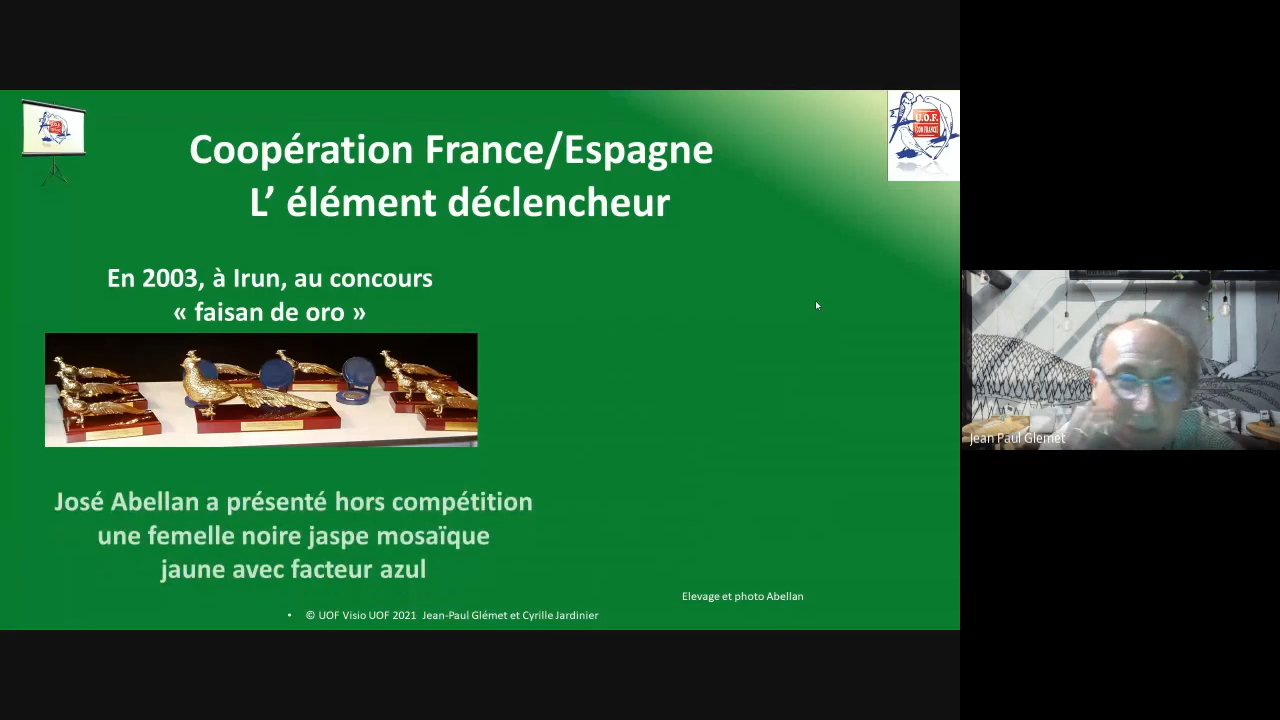 Coopération France/Espagne
L’ élément déclencheur
U.O.F.
COM FRANCE
En 2003, à Irun, au concours
« faisan de oro »
José Abellan a présenté hors compétition
une femelle noire jaspe mosaïque
jaune avec facteur azul
Elevage et photo Abellan
• © UOF Visio UOF 2021 Jean-Paul Glémet et Cyrille Jardinier
Jean Paul Glemet